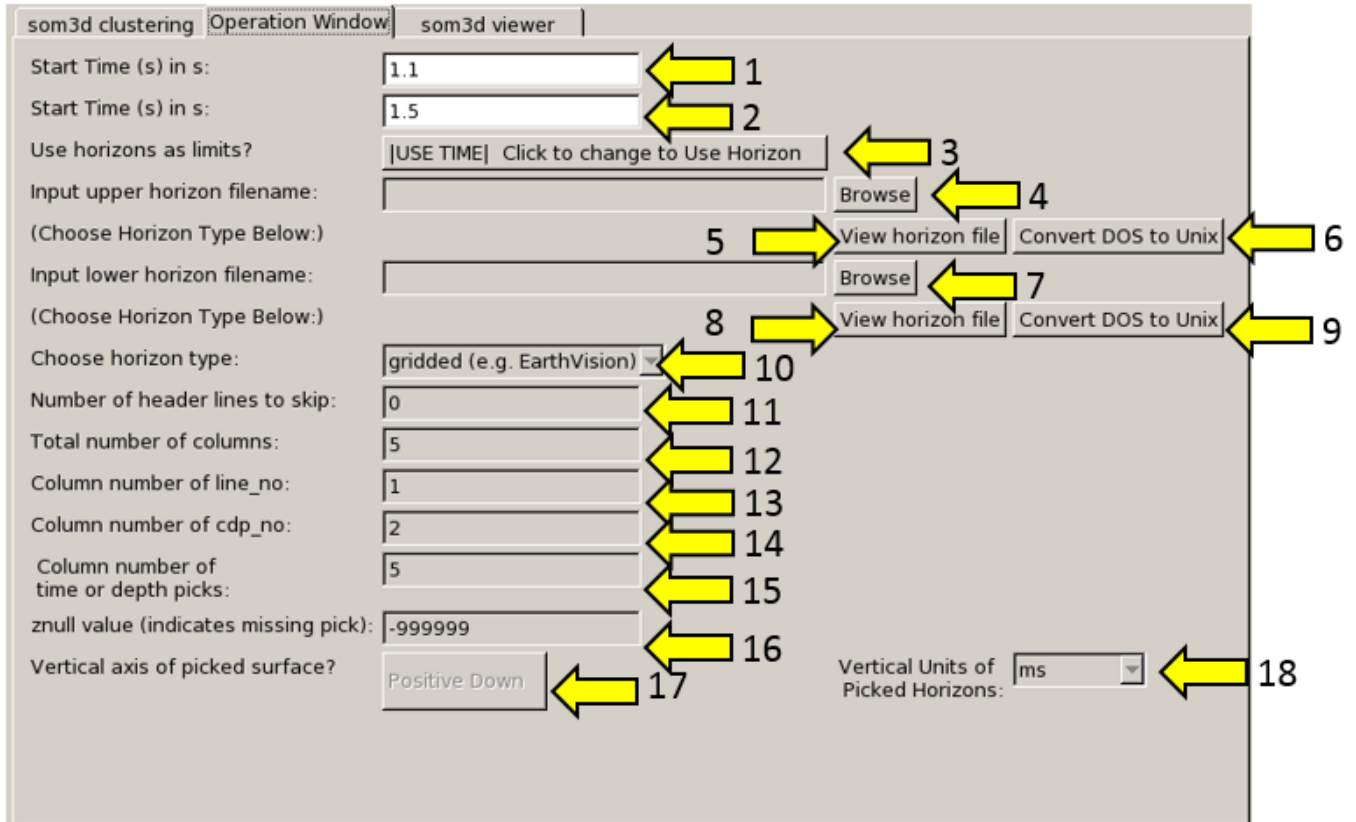 som3d clustering Operation Window som3d viewer
Start Time (s) in s: 1.1 1
Start Time (s) in s: 1.5 2
Use horizons as limits? |USE TIME| Click to change to Use Horizon 3
Input upper horizon filename: Browse 4
(Choose Horizon Type Below:) 5 View horizon file Convert DOS to Unix 6
Input lower horizon filename: Browse 7
(Choose Horizon Type Below:) 8 View horizon file Convert DOS to Unix 9
Choose horizon type: gridded (e.g. EarthVision) 10
Number of header lines to skip: 0 11
Total number of columns: 5 12
Column number of line_no: 1 13
Column number of cdp_no: 2 14
Column number of
time or depth picks: 5 15
znull value (indicates missing pick): -999999 16
Vertical axis of picked surface? Positive Down 17
Vertical Units of
Picked Horizons: ms 18